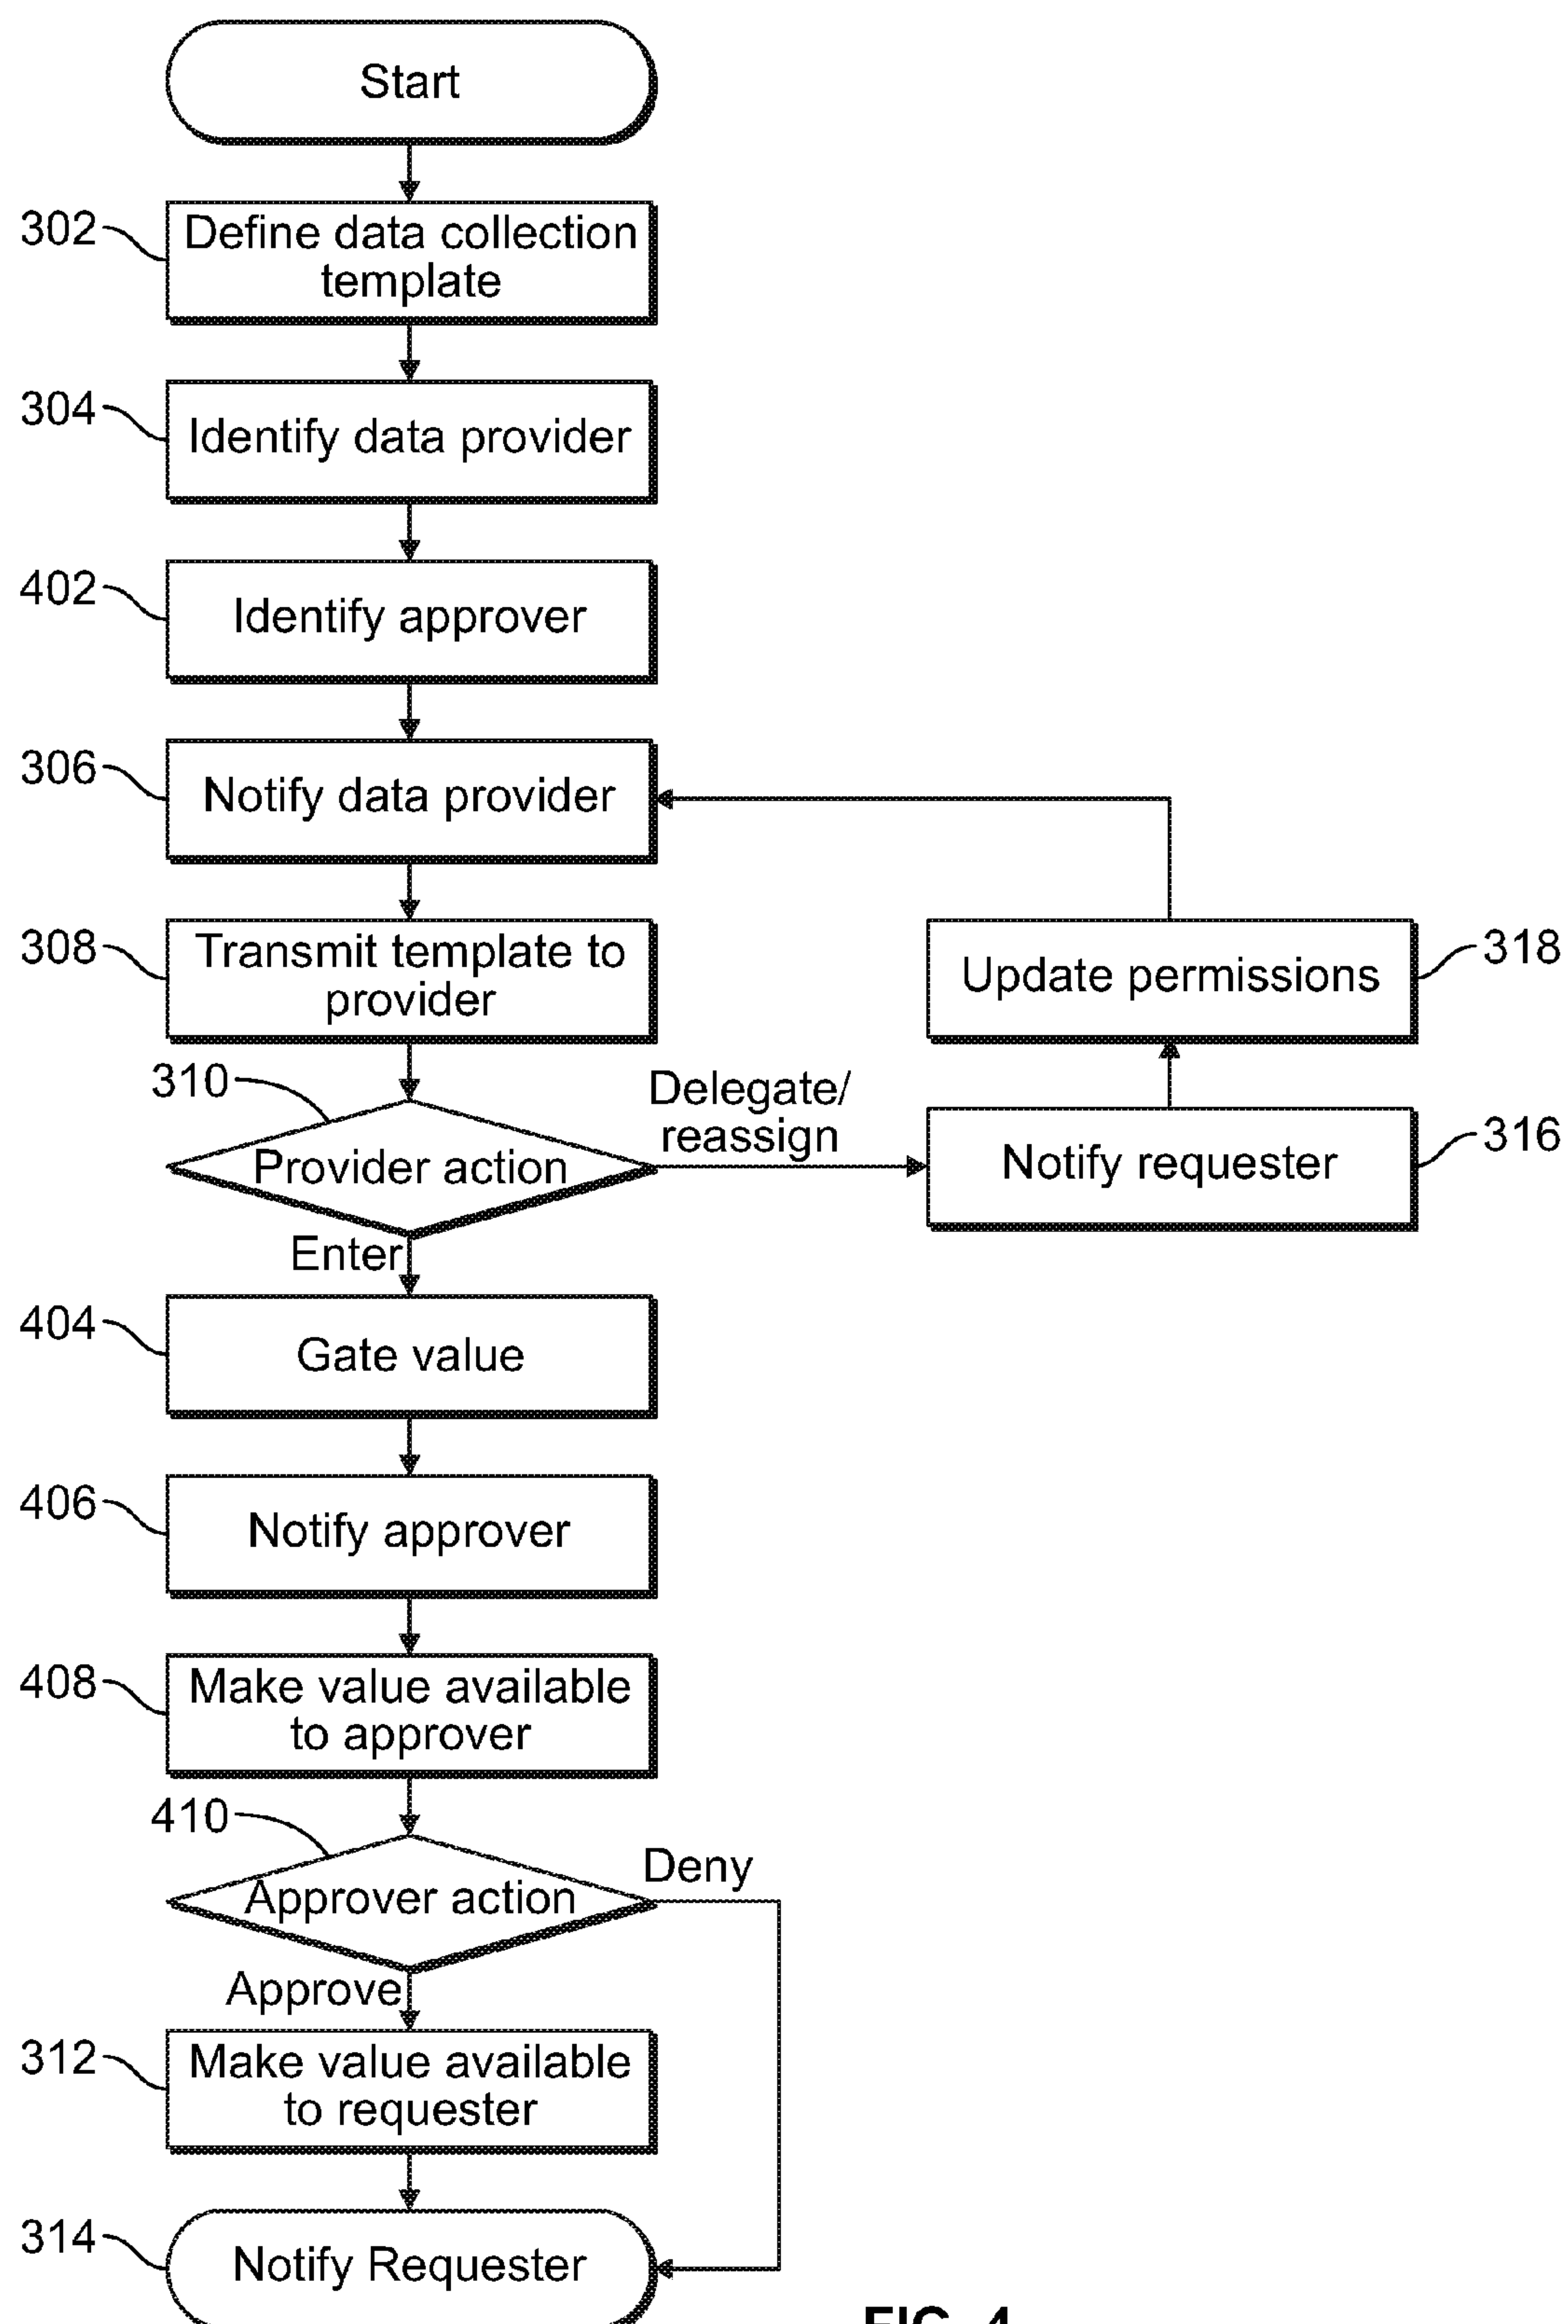 Start
302
Define data collection
template
304
Identify data provider
402
Identify approver
306
Notify data provider
308
Transmit template to
provider
Update permissions
318
310
Provider action
Delegate/
reassign
Notify requester
316
Enter
404
Gate value
406
Notify approver
408
Make value available
to approver
410
Approver action
Deny
Approve
312
Make value available
to requester
314
Notify Requester
FIG. 4